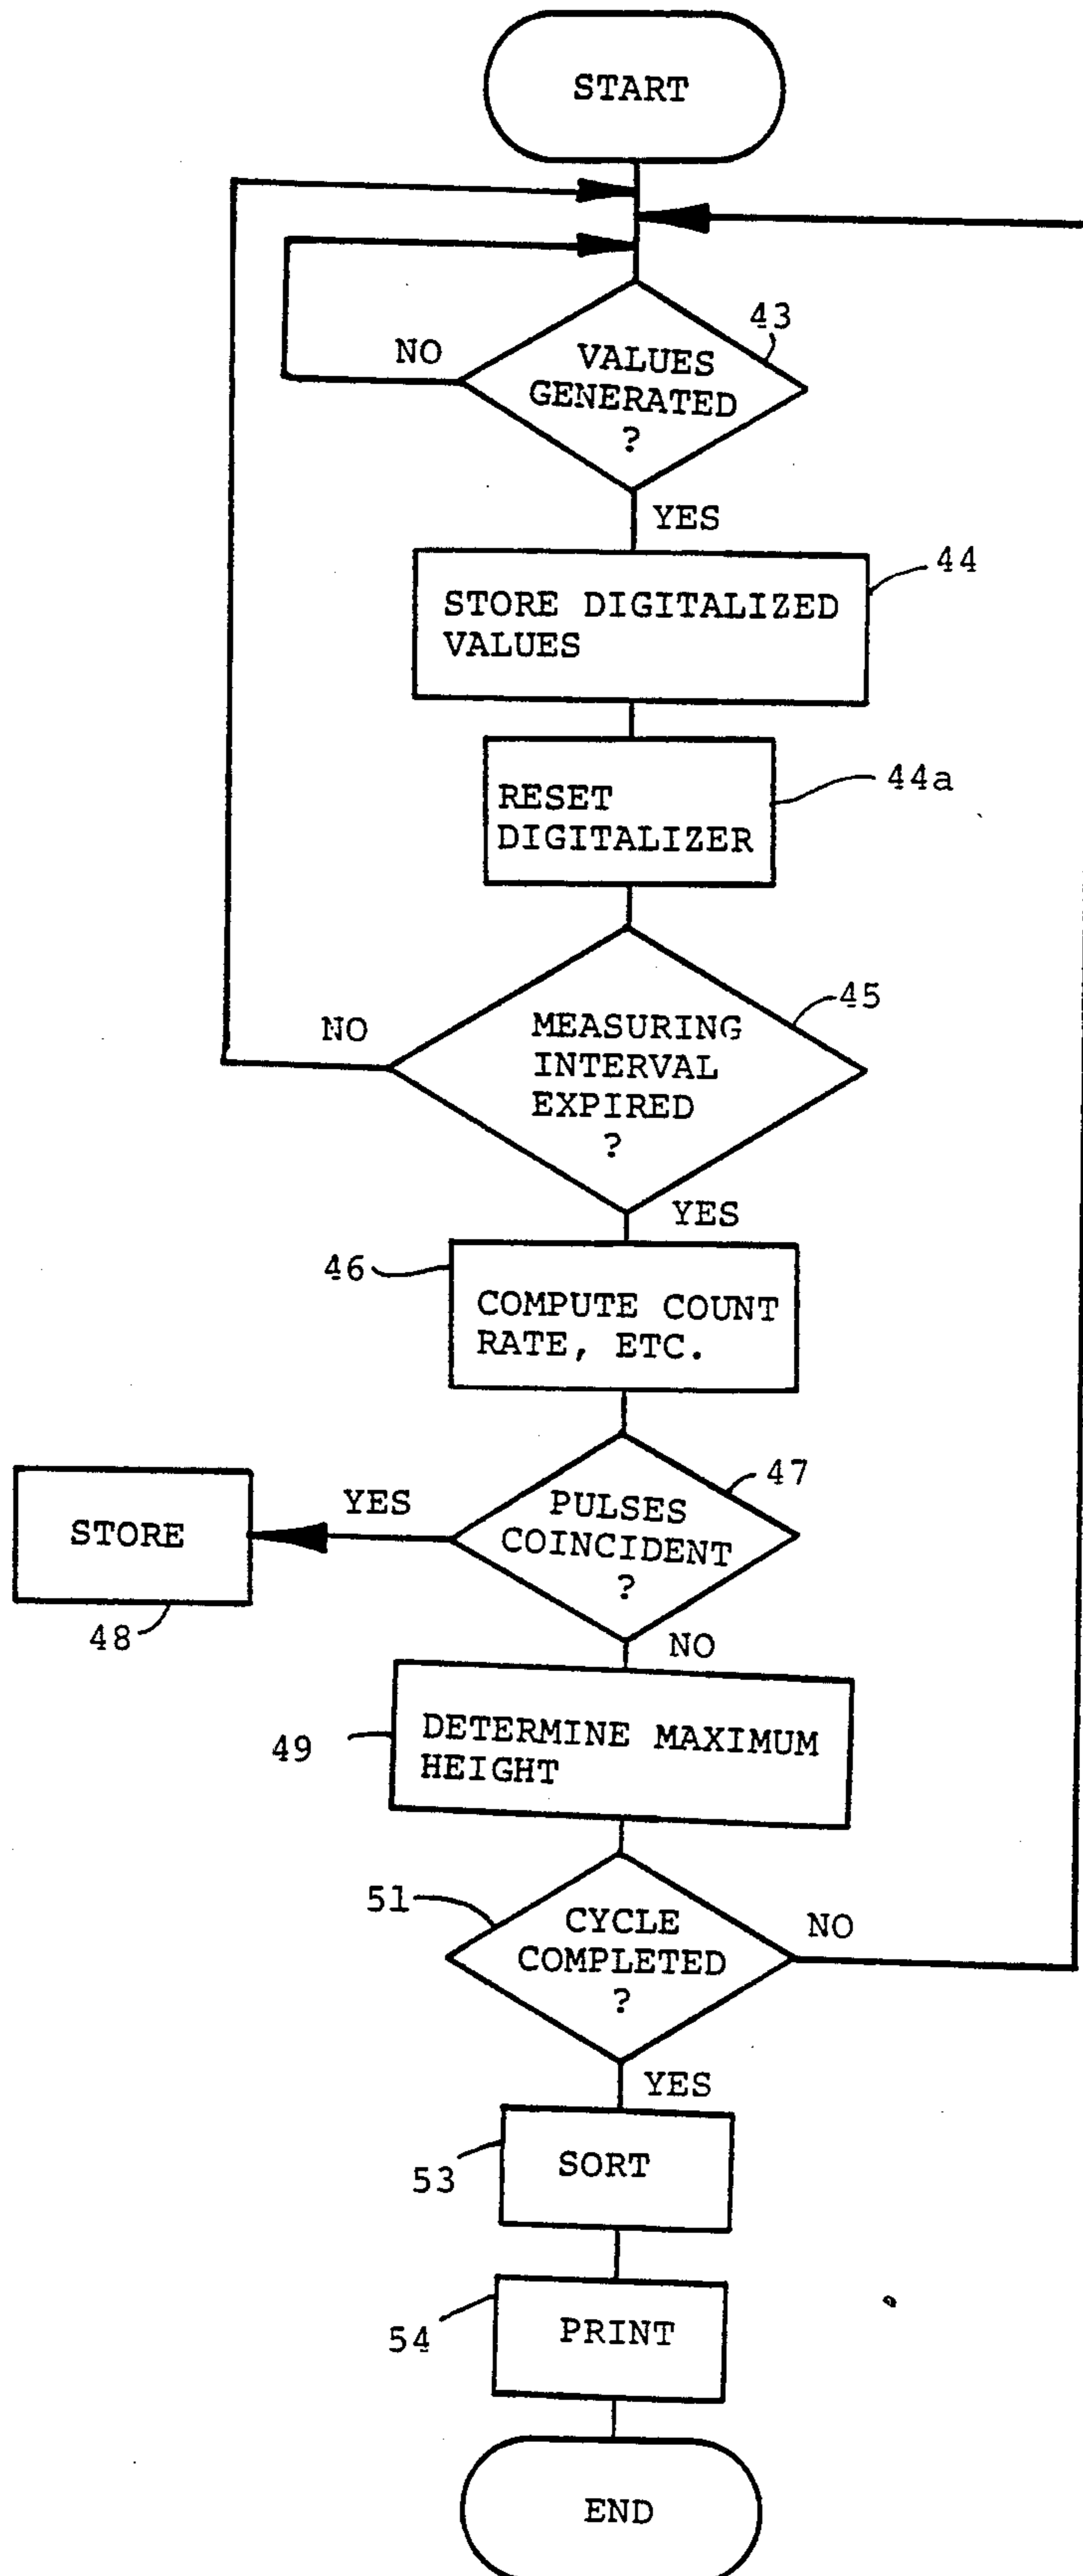 START
43
NO
VALUES
GENERATED
?
YES
44
STORE DIGITALIZED
VALUES
44a
RESET
DIGITALIZER
45
NO
MEASURING
INTERVAL
EXPIRED
?
YES
46
COMPUTE COUNT
RATE, ETC.
47
YES
PULSES
COINCIDENT
?
STORE
48
NO
49
DETERMINE MAXIMUM
HEIGHT
51
CYCLE
COMPLETED
?
NO
YES
53
SORT
54
PRINT
END